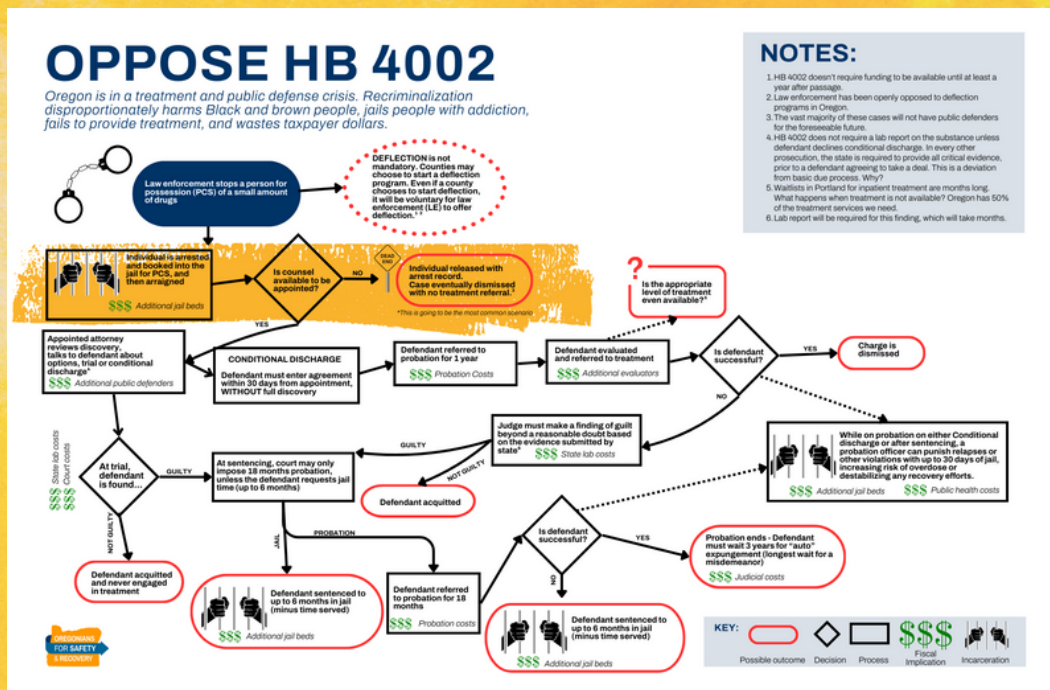 OPPOSE HB 4002
Oregon is in a treatment and public defense crisis. Recriminalization
disproportionately harms Black and brown people, jails people with addiction,
fails to provide treatment, and wastes taxpayer dollars.
NOTES:
1. HB 4002 doesn't require funding to be available until at least a
year after passage.
2. Law enforcement has been openly opposed to deflection
programs in Oregon.
3. The vast majority of these cases will not have public defenders
for the foreseeable future.
4. HB 4002 does not require a lab report on the substance unless
defendant declines conditional discharge. In every other
prosecution, the state is required to provide all critical evidence,
prior to a defendant agreeing to take a deal. This is a deviation
from basic due process. Why?
5. Waitlists in Portland for inpatient treatment are months long.
What happens when treatment is not available? Oregon has 50%
of the treatment services we need.
6. Lab report will be required for this finding, which will take months.
Law enforcement stops a person for
possession (PCS) of a small amount
of drugs
DEFLECTION is not
mandatory. Counties may
choose to start a deflection
program. Even if a county
chooses to start deflection,
it will be voluntary for law
enforcement (LE) to offer
deflection.
Individual is arrested
and booked into the
jail for PCS, and
then arraigned
$$$ Additional jail beds
Is counsel
available to be
appointed?
NO
DEAD
END
Individual released with
arrest record.
Case eventually dismissed
with no treatment referral.
*This is going to be the most common scenario
YES
?
Is the appropriate
level of treatment
even available?
Appointed attorney
reviews discovery,
talks to defendant about
options, trial or conditional
discharge
$$$ Additional public defenders
CONDITIONAL DISCHARGE
Defendant must enter agreement
within 30 days from appointment,
WITHOUT full discovery
Defendant referred to
probation for 1 year
$$$ Probation Costs
Defendant evaluated
and referred to treatment
$$$ Additional evaluators
Is defendant
successful?
YES
Charge is
dismissed
NO
Judge must make a finding of guilt
beyond a reasonable doubt based
on the evidence submitted by
state
$$$ State lab costs
GUILTY
NOT GUILTY
Defendant acquitted
While on probation on either Conditional
discharge or after sentencing, a
probation officer can punish relapses or
other violations with up to 30 days of jail,
increasing risk of overdose or
destabilizing any recovery efforts.
$$$ Additional jail beds
$$$ Public health costs
$$$ State lab costs
$$$ Court costs
At trial,
defendant
is found...
GUILTY
NOT GUILTY
Defendant acquitted
and never engaged
in treatment
At sentencing, court may only
impose 18 months probation,
unless the defendant requests jail
time (up to 6 months)
JAIL
PROBATION
Defendant sentenced to
up to 6 months in jail
(minus time served)
$$$ Additional jail beds
Defendant referred
to probation for 18
months
$$$ Probation costs
Is defendant
successful?
YES
Probation ends - Defendant
must wait 3 years for "auto"
expungement (longest wait for a
misdemeanor)
$$$ Judicial costs
NO
Defendant sentenced to
up to 6 months in jail
(minus time served)
$$$ Additional jail beds
OREGONIANS
FOR SAFETY
& RECOVERY
KEY:
$$$
Possible outcome
Decision
Process
Fiscal
Implication
Incarceration